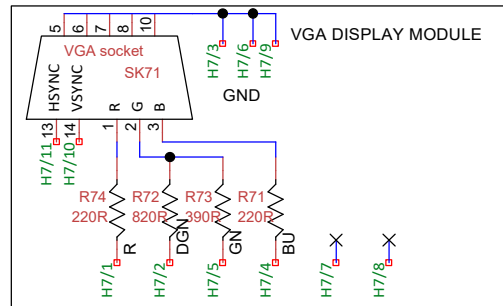 5
6
7
8
10
VGA DISPLAY MODULE
VGA socket
SK71
H7/3
H7/6
H7/9
GND
HSYNC
VSYNC
R
G
B
13
14
1
2
3
H7/11
H7/10
R74
220R
R72
820R
R73
390R
R71
220R
R
DGN
GN
BU
H7/1
H7/2
H7/5
H7/4
H7/7
H7/8